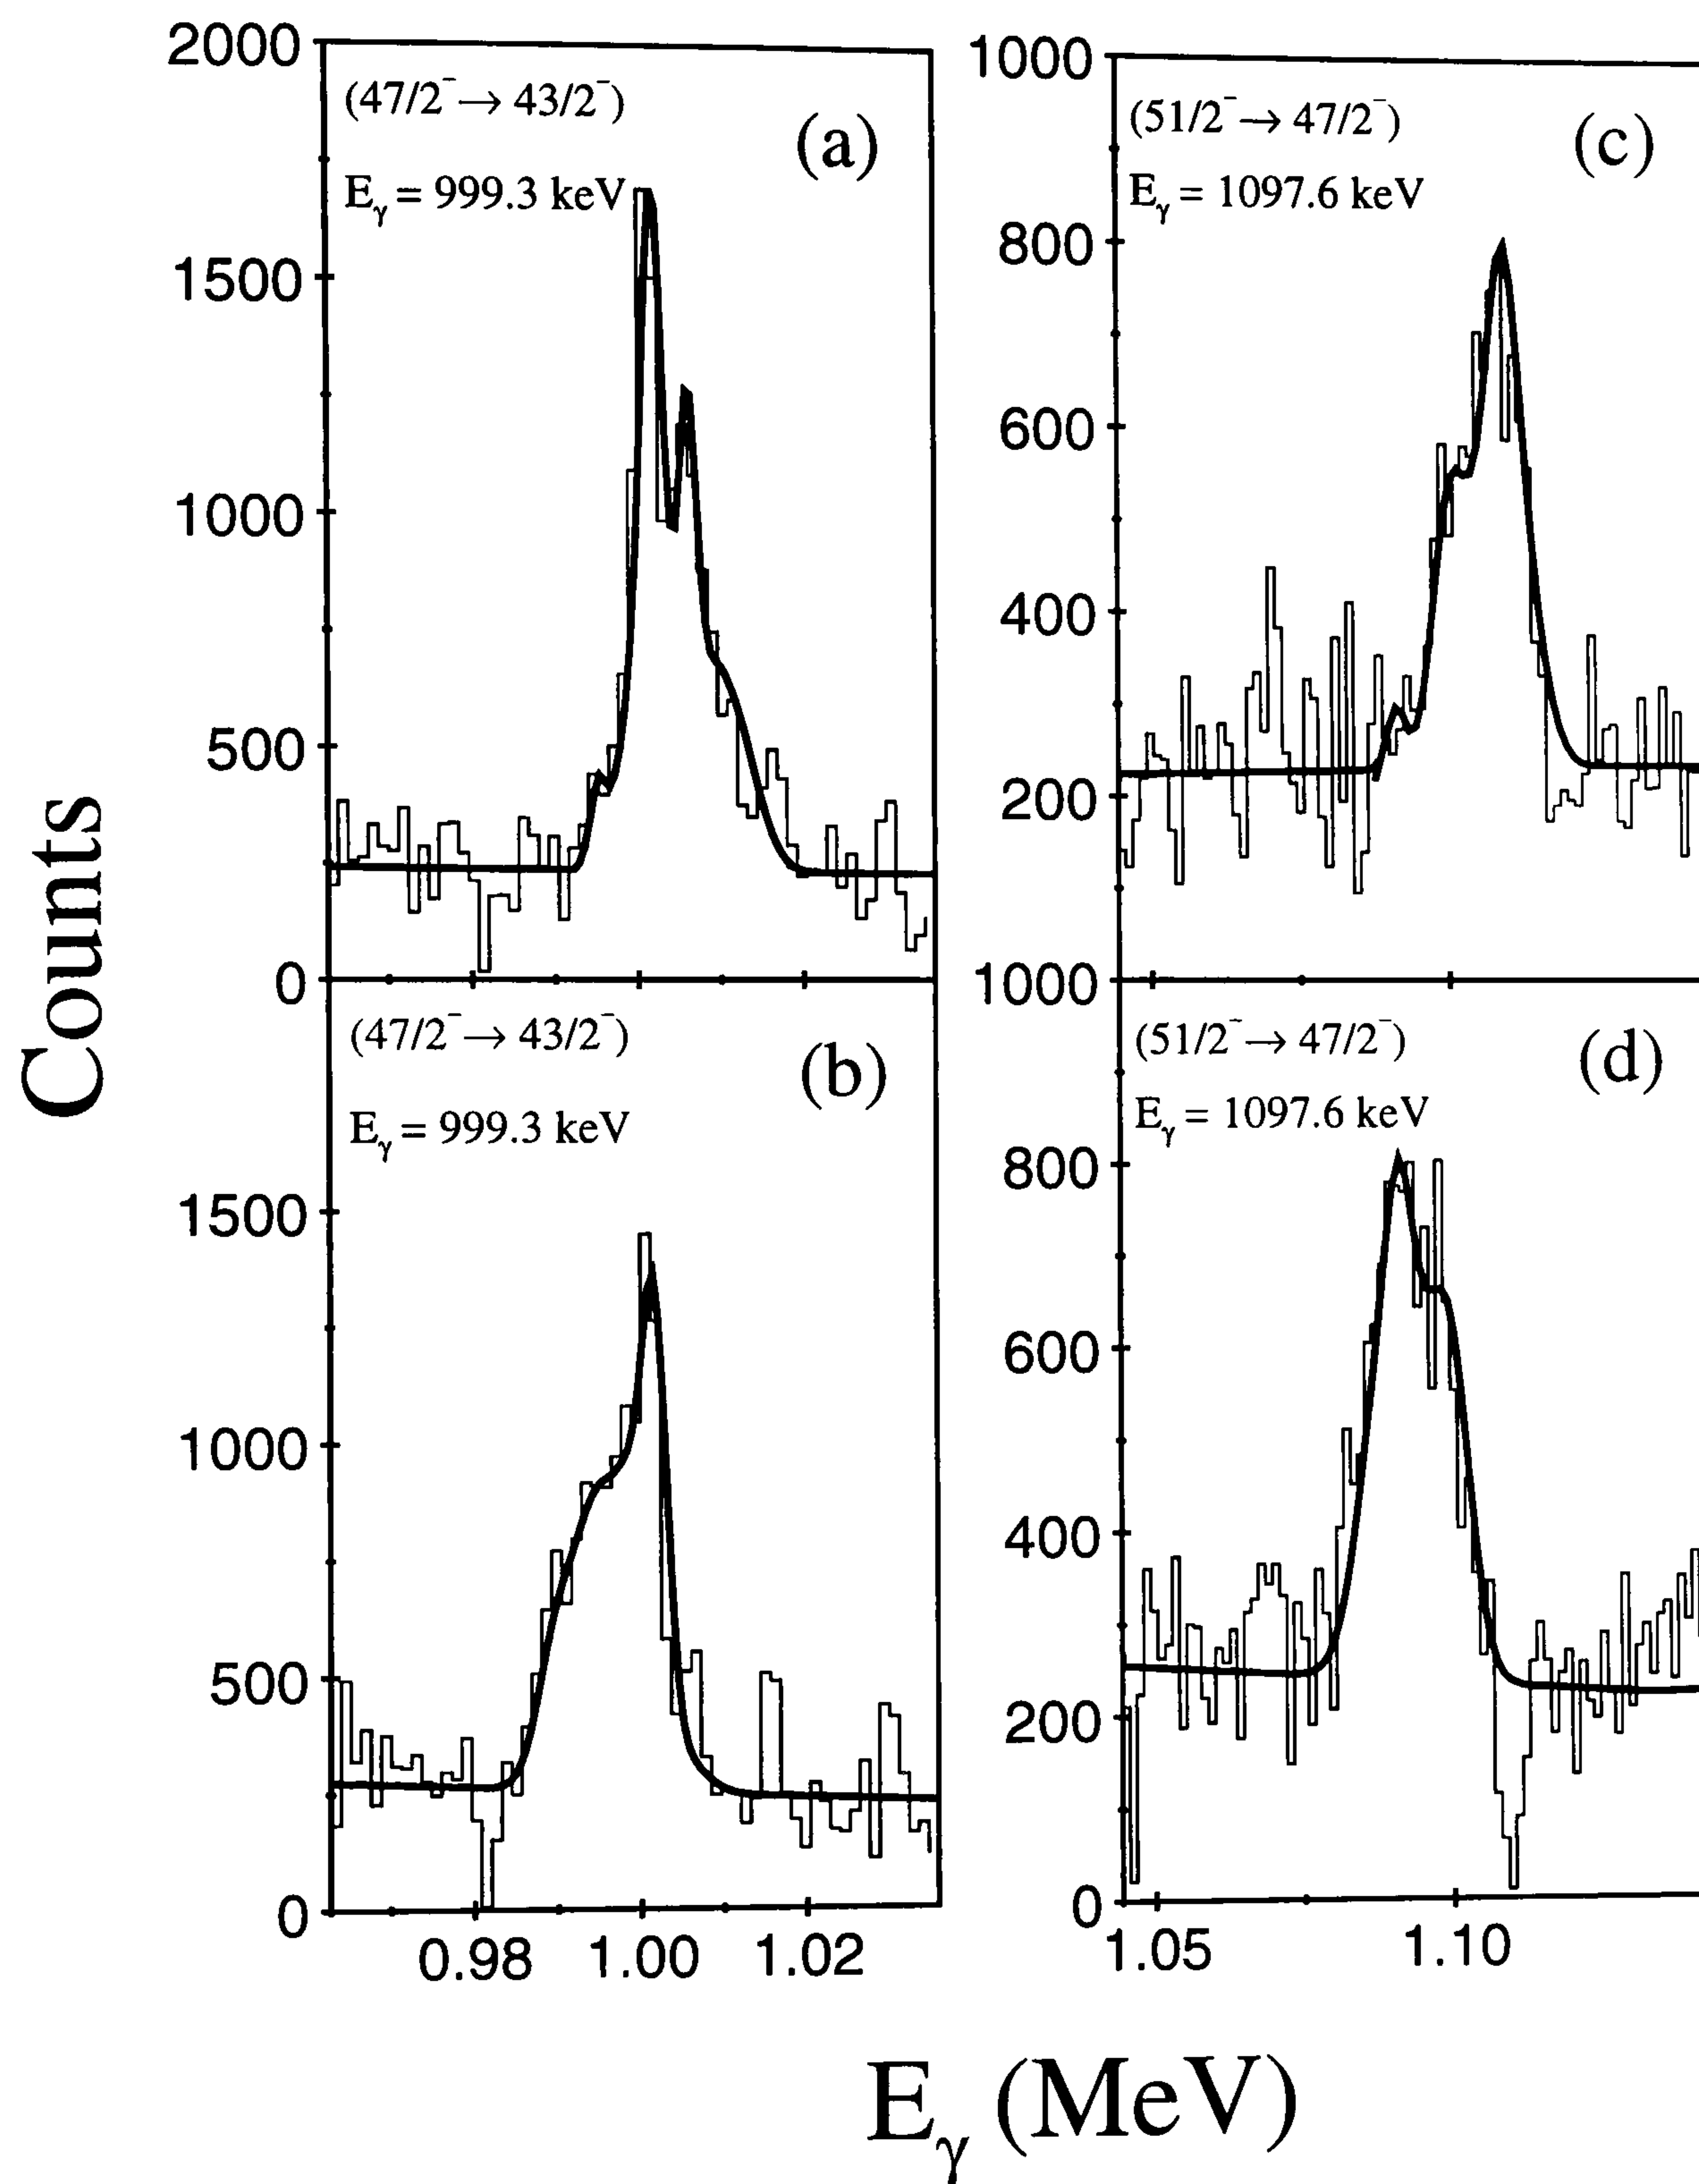 2000
1500
1000
500
0
(47/2⁻ → 43/2⁻)
(a)
Eγ = 999.3 keV
1000
800
600
400
200
1000
(51/2⁻ → 47/2⁻)
(c)
Eγ = 1097.6 keV
Counts
(47/2⁻ → 43/2⁻)
(b)
Eγ = 999.3 keV
1500
1000
500
0
0.98 1.00 1.02
(51/2⁻ → 47/2⁻)
(d)
Eγ = 1097.6 keV
800
600
400
200
0
1.05 1.10
Eγ (MeV)